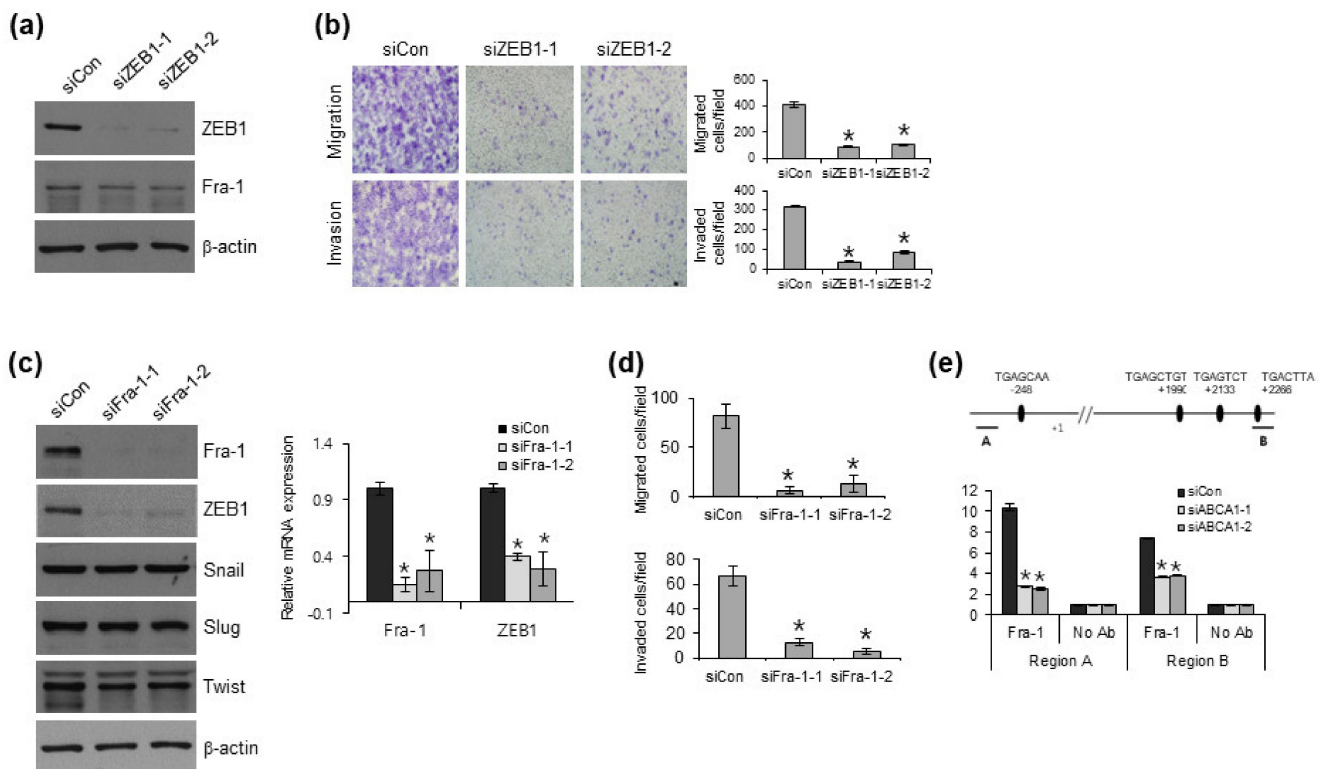 (a)
siCon
siZEB1-1
siZEB1-2
ZEB1
Fra-1
β-actin
(b)
siCon
siZEB1-1
siZEB1-2
Migration
Invasion
Migrated
cells/field
600
400
200
0
siCon
siZEB1-1
siZEB1-2
*
*
Invaded
cells/field
400
300
200
100
0
siCon
siZEB1-1
siZEB1-2
*
*
(c)
siCon
siFra-1-1
siFra-1-2
Fra-1
ZEB1
Snail
Slug
Twist
β-actin
Relative mRNA expression
1.4
0.9
0.4
-0.1
siCon
siFra-1-1
siFra-1-2
*
*
*
*
Fra-1
ZEB1
(d)
Migrated cells/field
100
50
0
*
*
siCon
siFra-1-1
siFra-1-2
Invaded cells/field
80
60
40
20
0
*
*
siCon
siFra-1-1
siFra-1-2
(e)
TGAGCAA
-248
TGAGCTGT
+1990
TGAGTCT
+2133
TGACTTA
+2266
//
+1
A
B
12
10
8
6
4
2
0
siCon
siABCA1-1
siABCA1-2
* *
* *
Fra-1
No Ab
Fra-1
No Ab
Region A
Region B